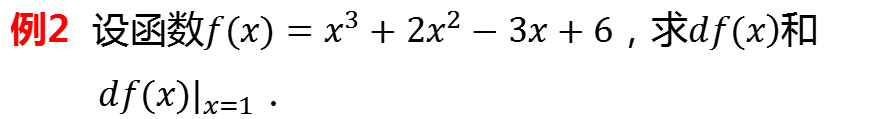 例2 设函数f(x) = x³ + 2x² − 3x + 6，求df(x)和
df(x)|ₓ₌₁ .